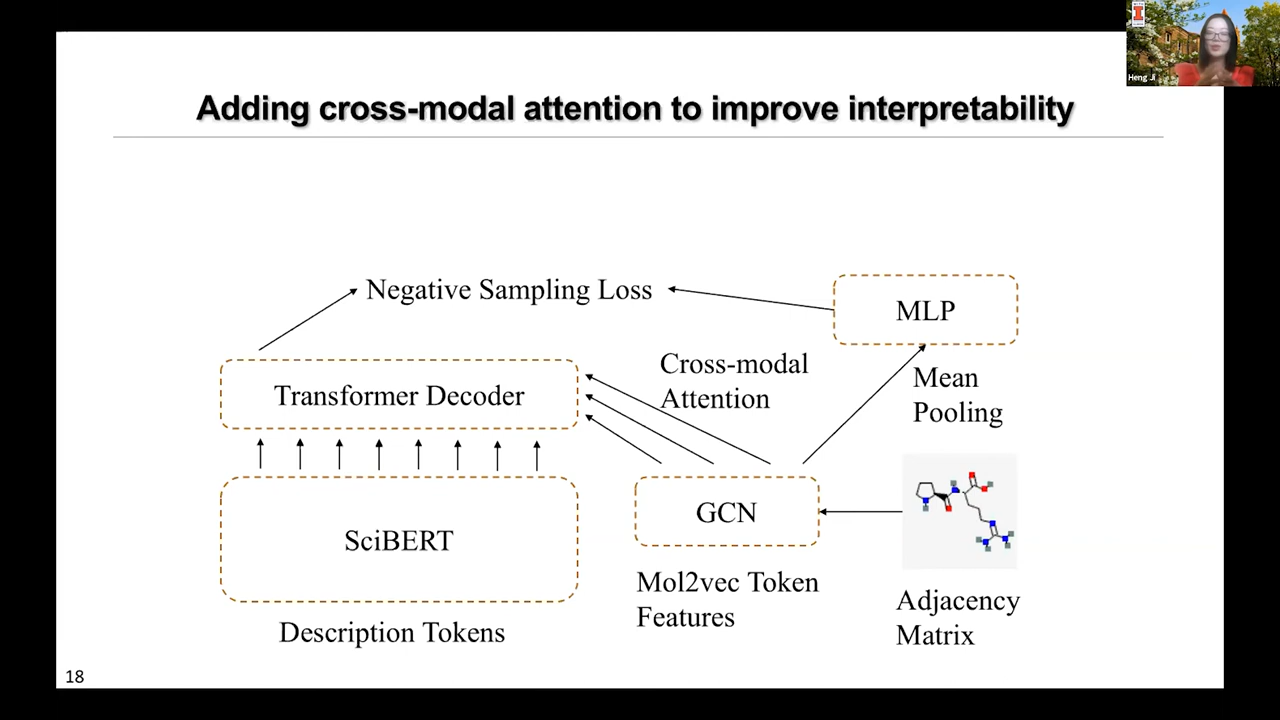 I
Heng Ji
Adding cross-modal attention to improve interpretability
Negative Sampling Loss
MLP
Cross-modal
Attention
Mean
Pooling
Transformer Decoder
SciBERT
GCN
Description Tokens
Mol2vec Token
Features
Adjacency
Matrix
18